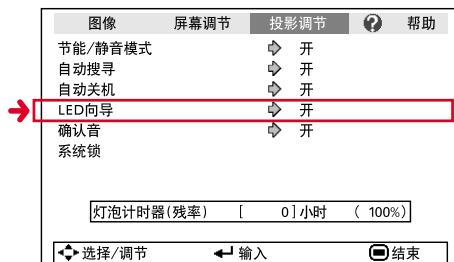 图像 屏幕调节 投影调节 ? 帮助
节能/静音模式 开
自动搜寻 开
自动关机 开
LED向导 开
确认音 开
系统锁
灯泡计时器(残率) [ 0]小时 ( 100%)
选择/调节 输入 结束